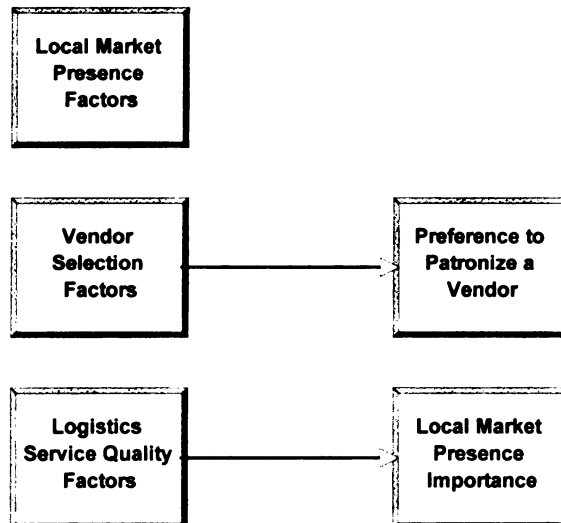 Local Market
Presence
Factors
Vendor
Selection
Factors
Preference to
Patronize a
Vendor
Logistics
Service Quality
Factors
Local Market
Presence
Importance